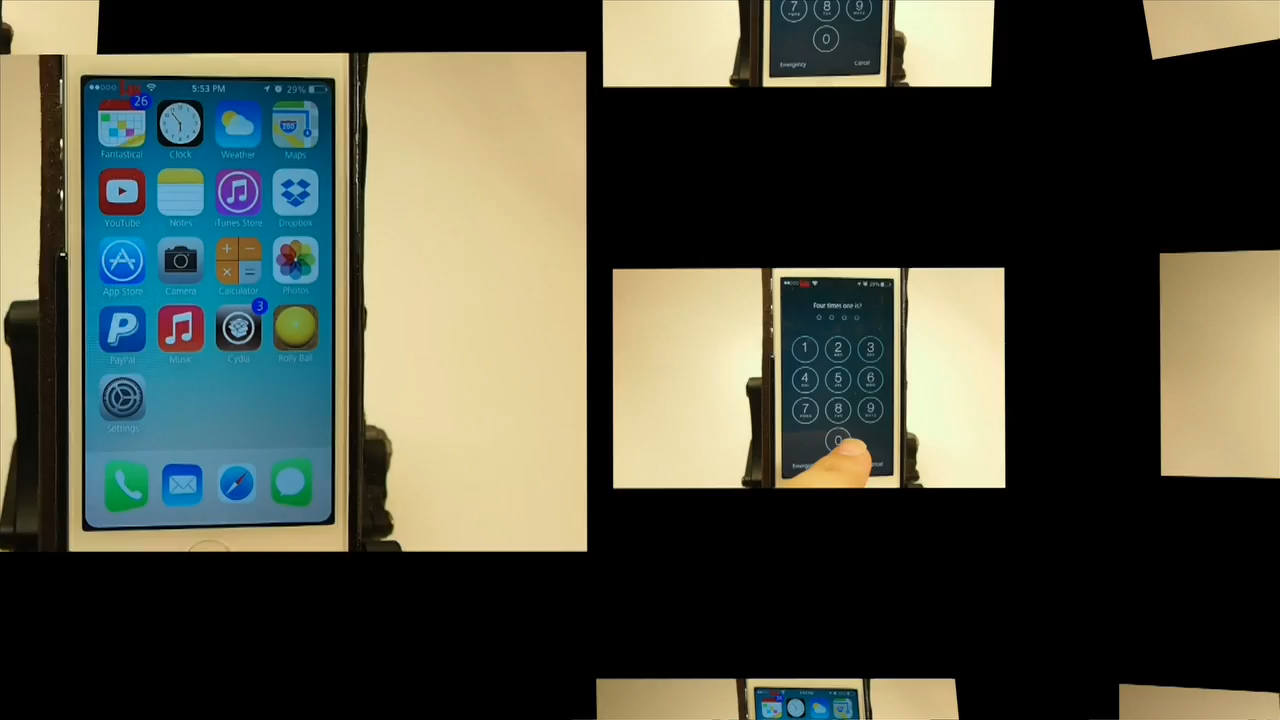 5:53 PM 29%
26
Fantastical Clock Weather Maps
YouTube Notes iTunes Store Dropbox
App Store Camera Calculator Photos
3
PayPal Music Cydia Rolly Ball
Settings
7 8 9
0
Emergency Cancel
29%
Four times one is?
1 2 3
4 5 6
7 8 9
0